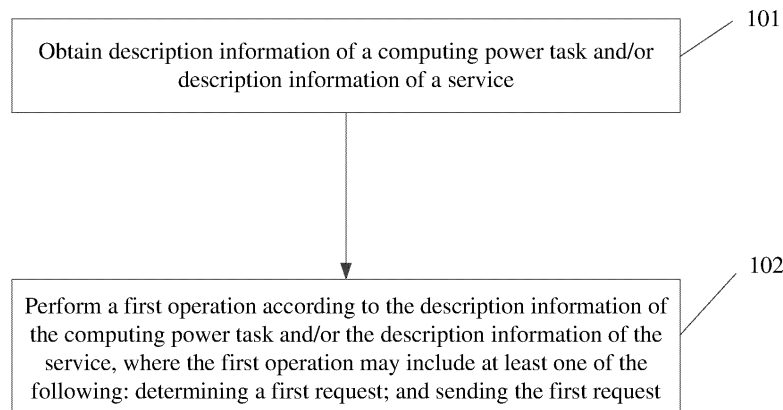 101
Obtain description information of a computing power task and/or
description information of a service
102
Perform a first operation according to the description information of
the computing power task and/or the description information of the
service, where the first operation may include at least one of the
following: determining a first request; and sending the first request